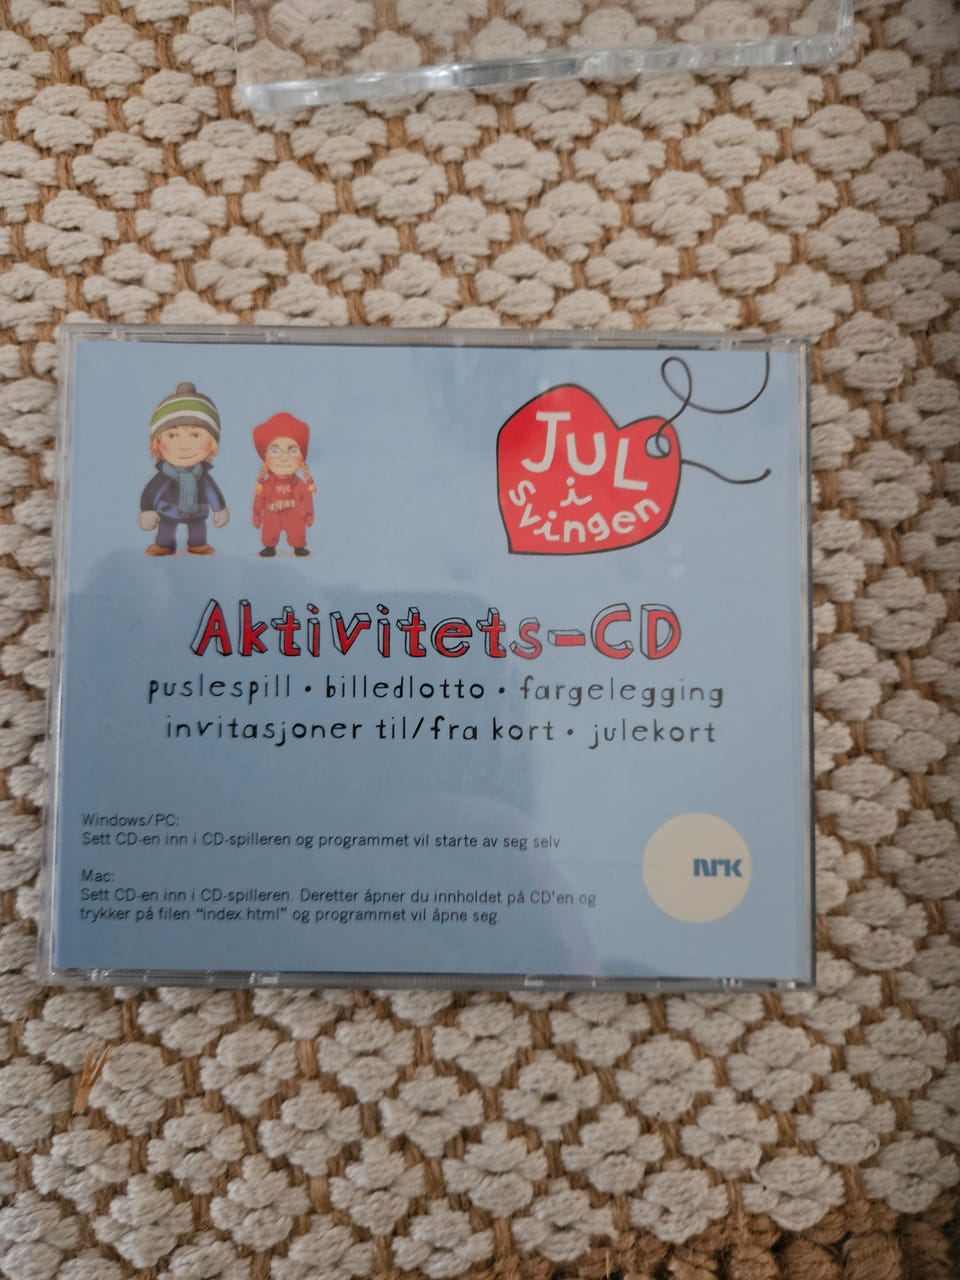 JUL
i
svingen
Aktivitets-CD
puslespill • billedlotto • fargelegging
invitasjoner til/fra kort • julekort
Windows/PC:
Sett CD-en inn i CD-spilleren og programmet vil starte av seg selv.
NRK
Mac:
Sett CD-en inn i CD-spilleren. Deretter åpner du innholdet på CD'en og
trykker på filen "index.html" og programmet vil åpne seg.